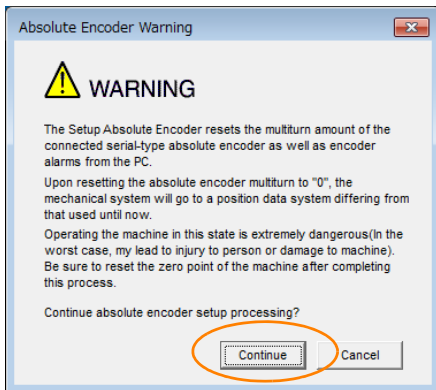 Absolute Encoder Warning
WARNING
The Setup Absolute Encoder resets the multiturn amount of the
connected serial-type absolute encoder as well as encoder
alarms from the PC.
Upon resetting the absolute encoder multiturn to "0", the
mechanical system will go to a position data system differing from
that used until now.
Operating the machine in this state is extremely dangerous(In the
worst case, my lead to injury to person or damage to machine).
Be sure to reset the zero point of the machine after completing
this process.
Continue absolute encoder setup processing?
Continue Cancel